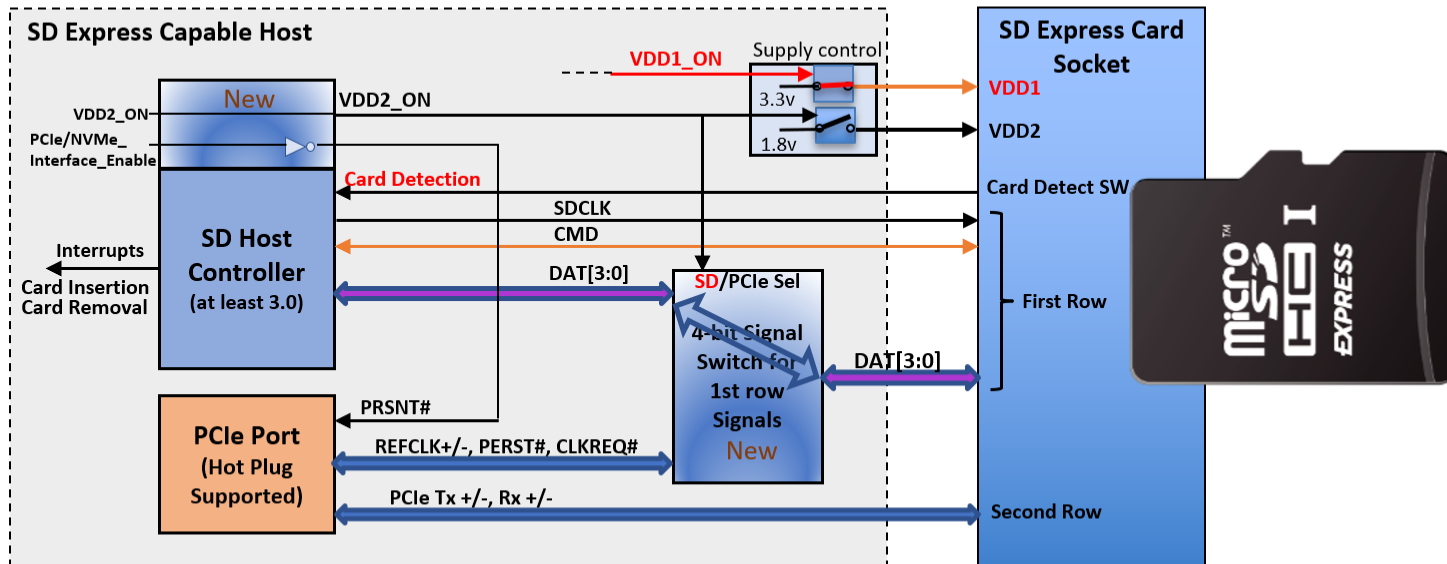 SD Express Capable Host
SD Express Card
Socket
Supply control
VDD1_ON
3.3v
1.8v
VDD1
VDD2
New
VDD2_ON
VDD2_ON
PCIe/NVMe_
Interface_Enable
Card Detection
Card Detect SW
SDCLK
CMD
DAT[3:0]
SD Host
Controller
(at least 3.0)
Interrupts
Card Insertion
Card Removal
SD/PCIe Sel
4-bit Signal
Switch for
1st row
Signals
New
DAT[3:0]
First Row
PRSNT#
PCIe Port
(Hot Plug
Supported)
REFCLK+/-, PERST#, CLKREQ#
PCIe Tx +/-, Rx +/-
Second Row
micro
SD
HC I
EXPRESS
TM